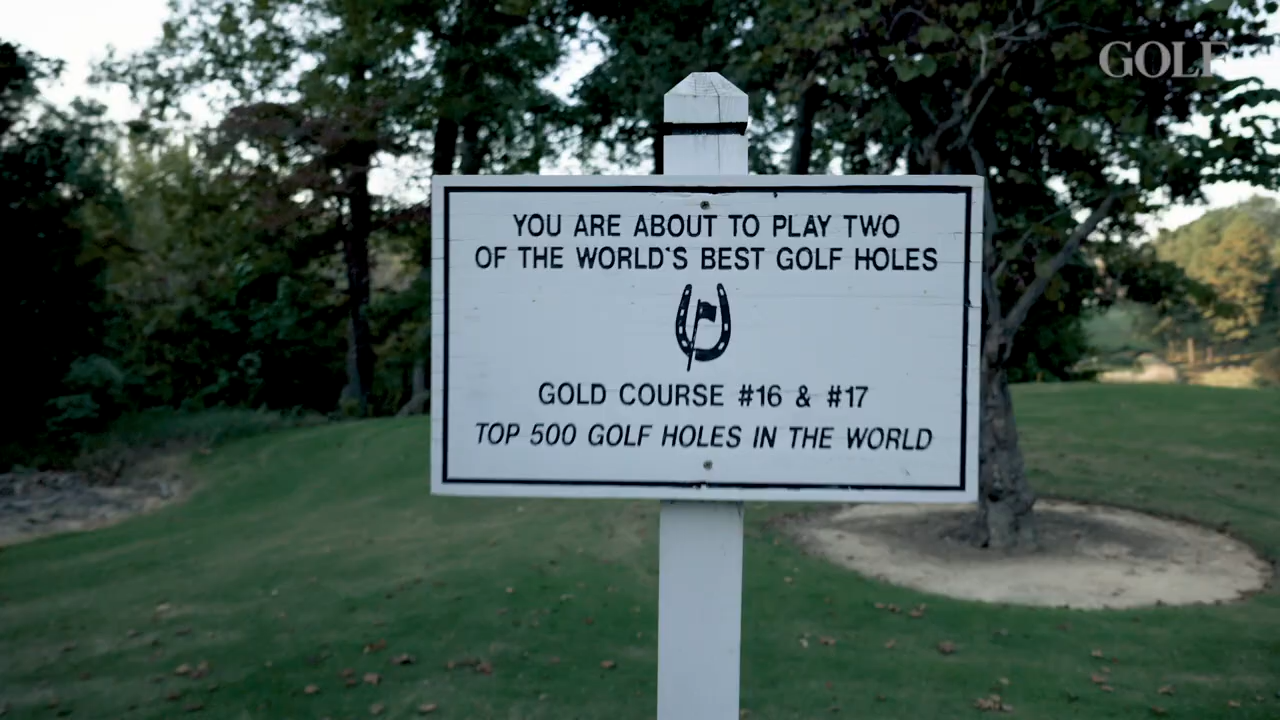 GOLF
YOU ARE ABOUT TO PLAY TWO
OF THE WORLD'S BEST GOLF HOLES
GOLD COURSE #16 & #17
TOP 500 GOLF HOLES IN THE WORLD